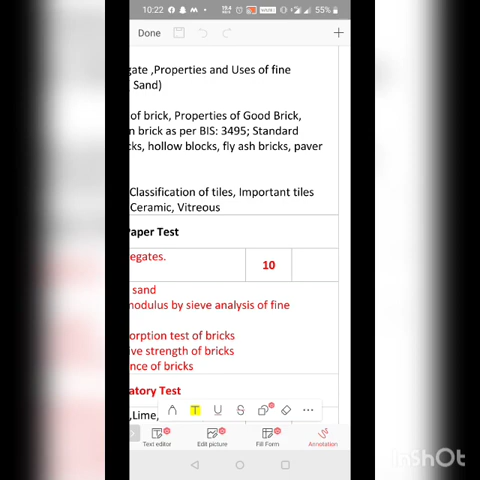 10:22
55%
Done
gate ,Properties and Uses of fine
Sand)
of brick, Properties of Good Brick,
n brick as per BIS: 3495; Standard
cks, hollow blocks, fly ash bricks, paver
Classification of tiles, Important tiles
Ceramic, Vitreous
Paper Test
egates.
10
sand
modulus by sieve analysis of fine
orption test of bricks
ve strength of bricks
nce of bricks
atory Test
,Lime,
Text editor
Edit picture
Fill Form
Annotation
InShOt